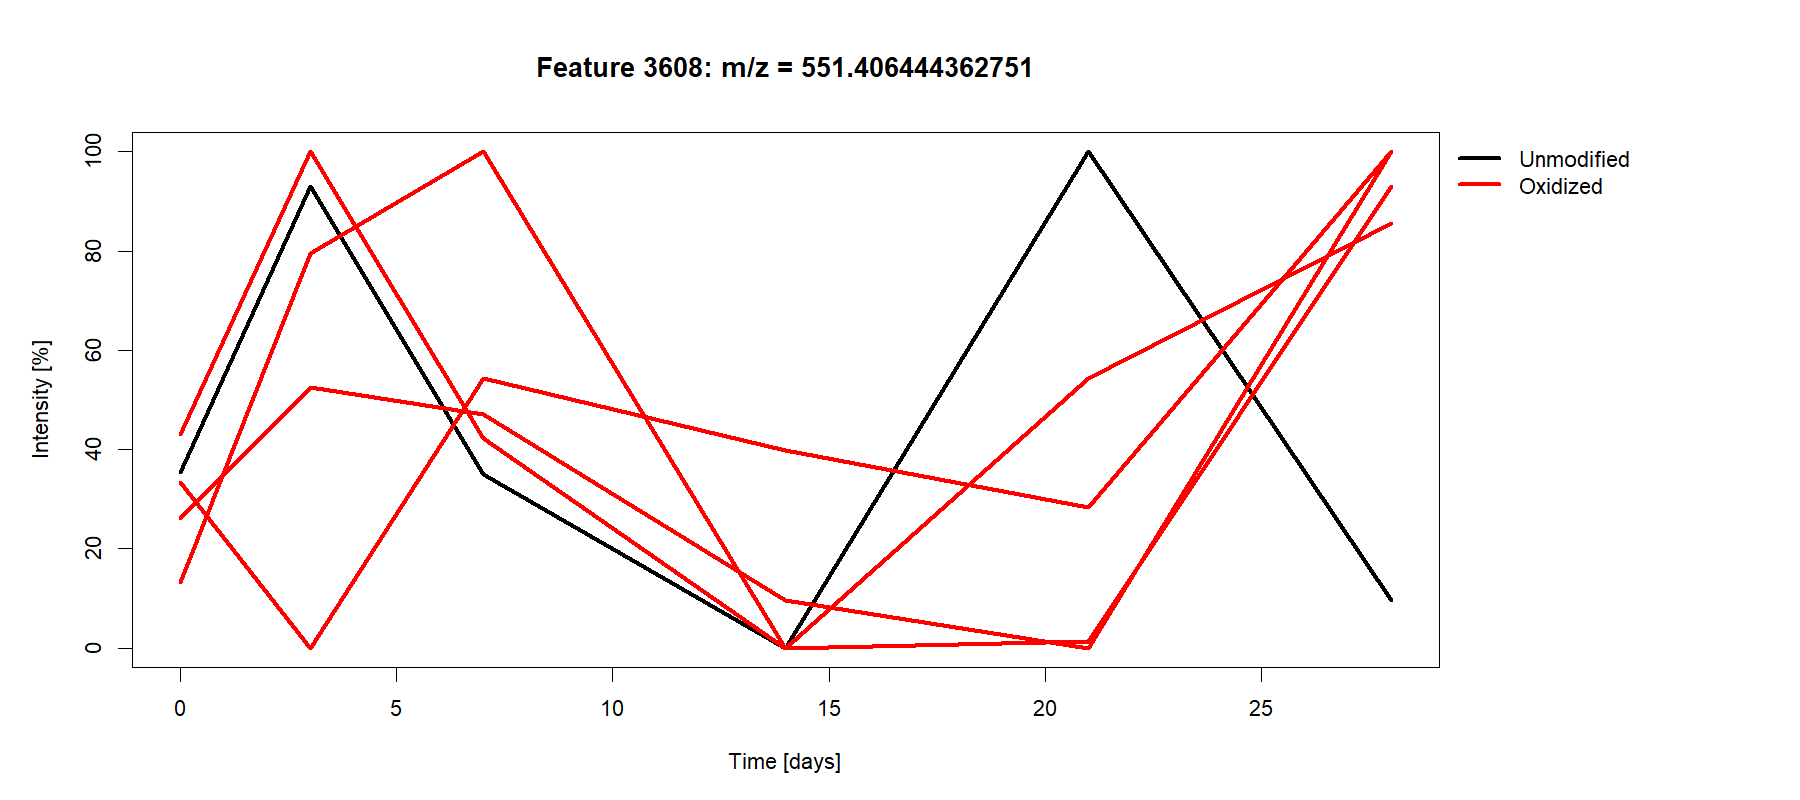 Feature 3608: m/z = 551.406444362751
Unmodified
Oxidized
Intensity [%]
100
80
60
40
20
0
0 5 10 15 20 25
Time [days]